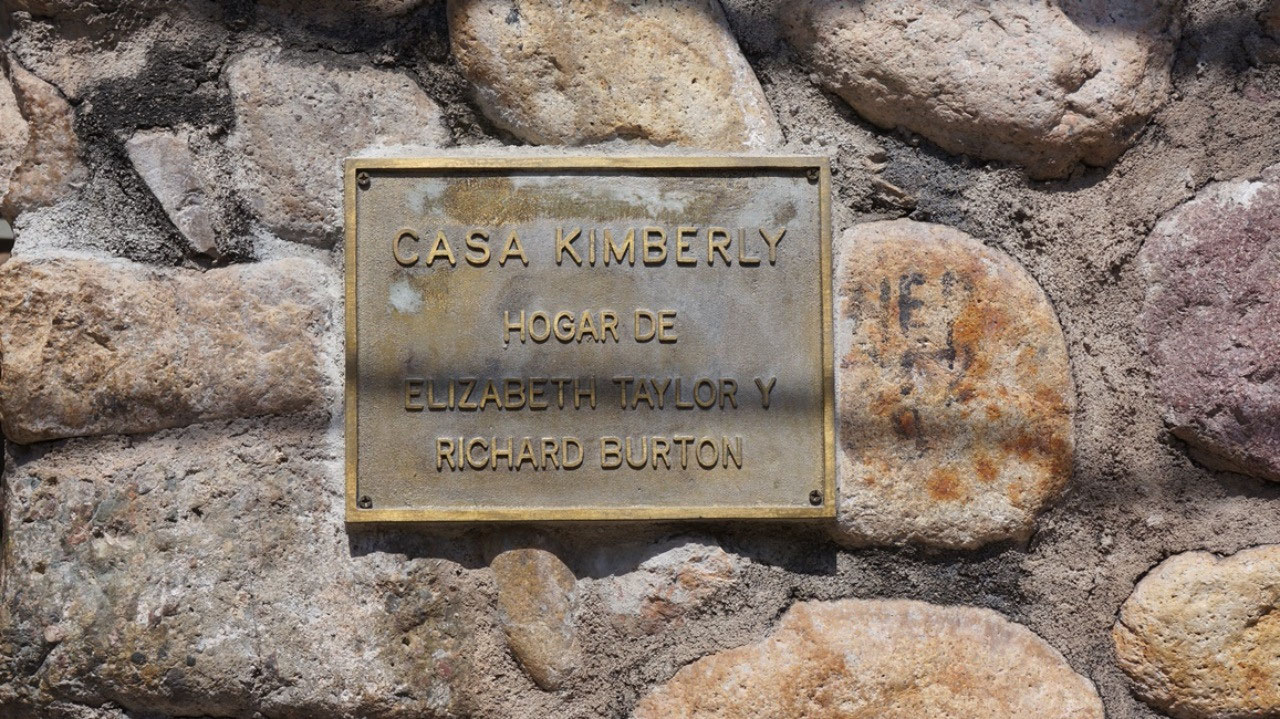 CASA KIMBERLY
HOGAR DE
ELIZABETH TAYLOR Y
RICHARD BURTON